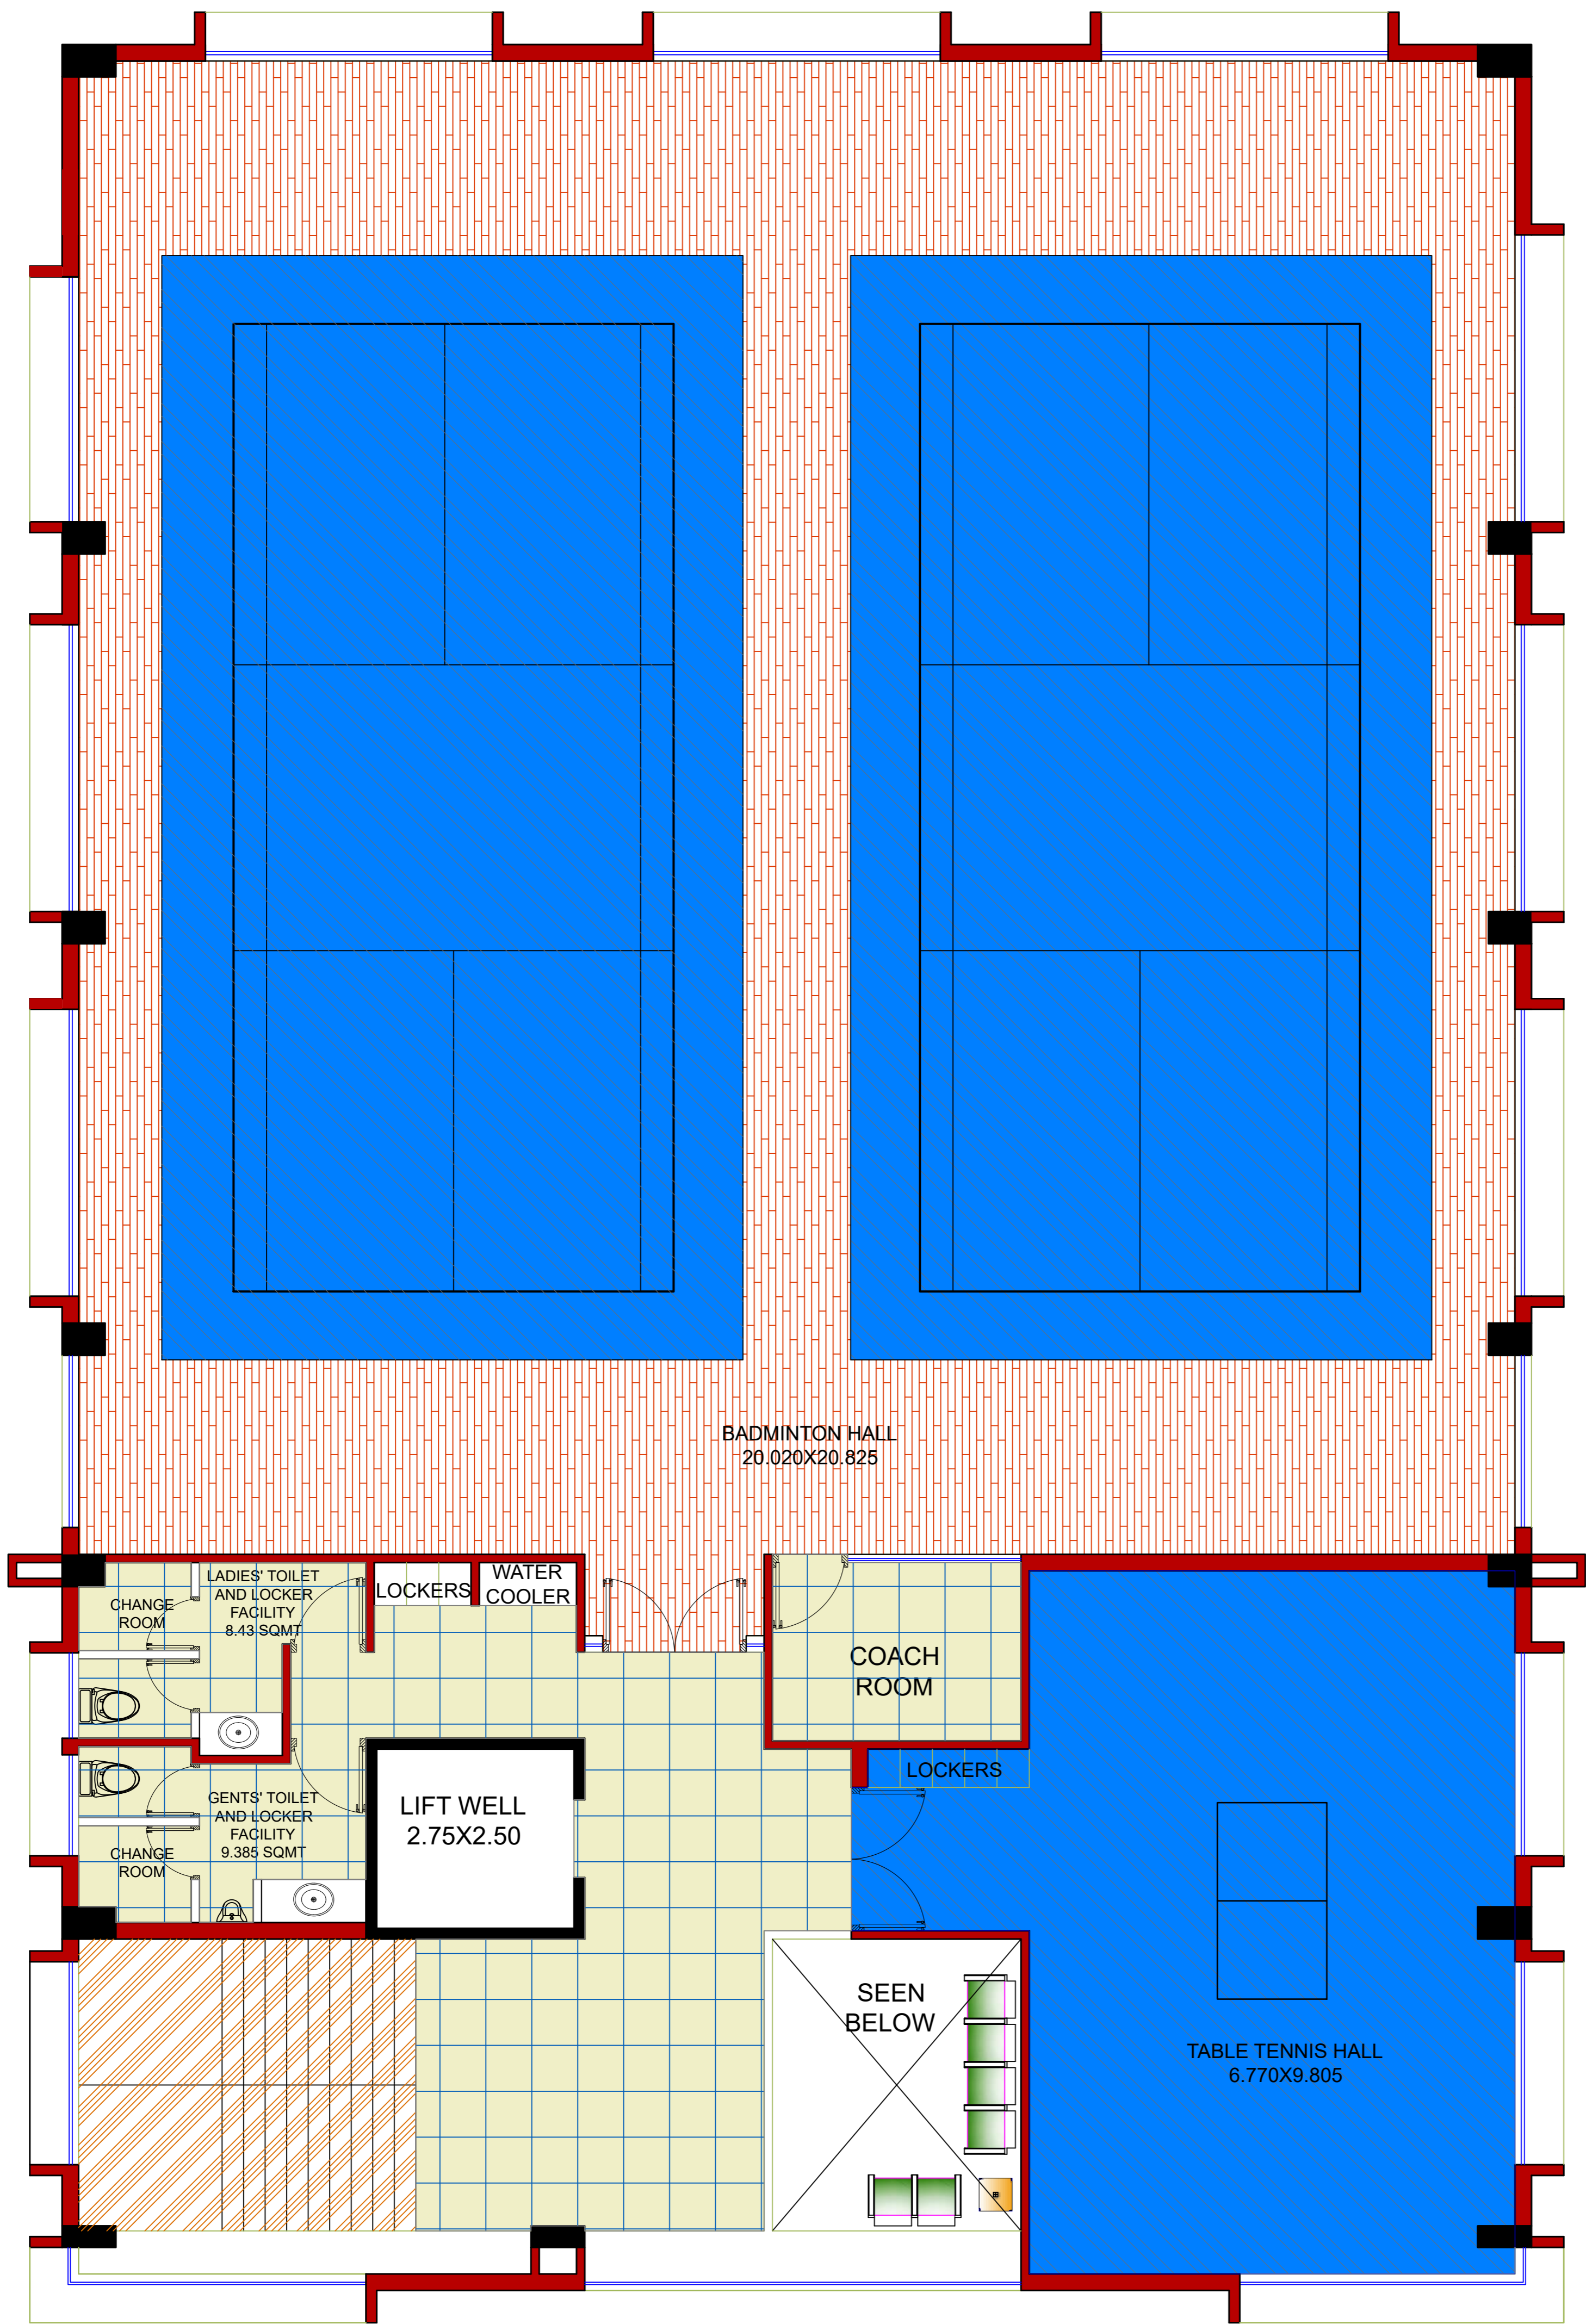 BADMINTON HALL
20.020X20.825
LADIES' TOILET
AND LOCKER
FACILITY
8.43 SQMT
CHANGE
ROOM
LOCKERS
WATER
COOLER
COACH
ROOM
LOCKERS
LIFT WELL
2.75X2.50
GENTS' TOILET
AND LOCKER
FACILITY
9.385 SQMT
CHANGE
ROOM
SEEN
BELOW
TABLE TENNIS HALL
6.770X9.805